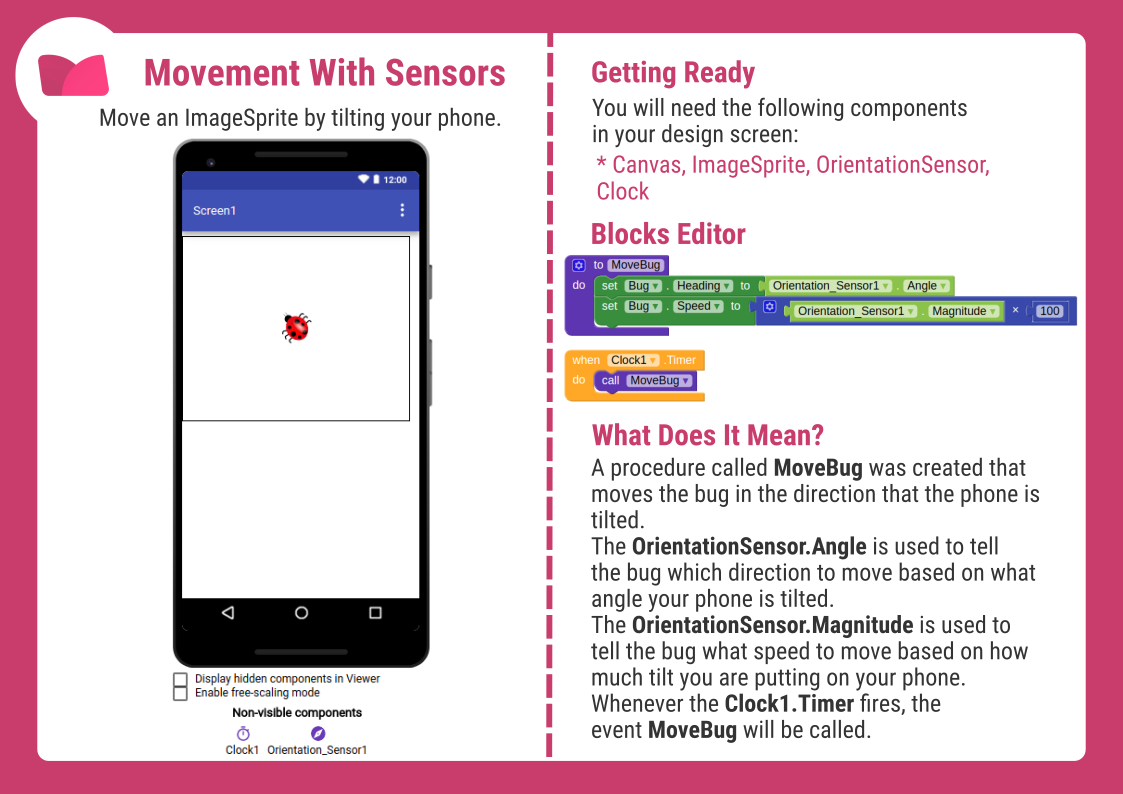 Movement With Sensors
Move an ImageSprite by tilting your phone.
12:00
Screen1
Display hidden components in Viewer
Enable free-scaling mode
Non-visible components
Clock1 Orientation_Sensor1
Getting Ready
You will need the following components
in your design screen:
* Canvas, ImageSprite, OrientationSensor,
Clock
Blocks Editor
to MoveBug
do set Bug . Heading to Orientation_Sensor1 . Angle
set Bug . Speed to Orientation_Sensor1 . Magnitude × 100
when Clock1 .Timer
do call MoveBug
What Does It Mean?
A procedure called MoveBug was created that
moves the bug in the direction that the phone is
tilted.
The OrientationSensor.Angle is used to tell
the bug which direction to move based on what
angle your phone is tilted.
The OrientationSensor.Magnitude is used to
tell the bug what speed to move based on how
much tilt you are putting on your phone.
Whenever the Clock1.Timer fires, the
event MoveBug will be called.